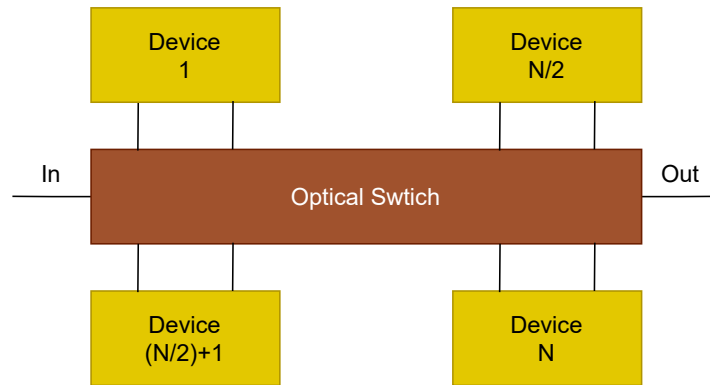 Device
1
Device
N/2
In
Optical Swtich
Out
Device
(N/2)+1
Device
N